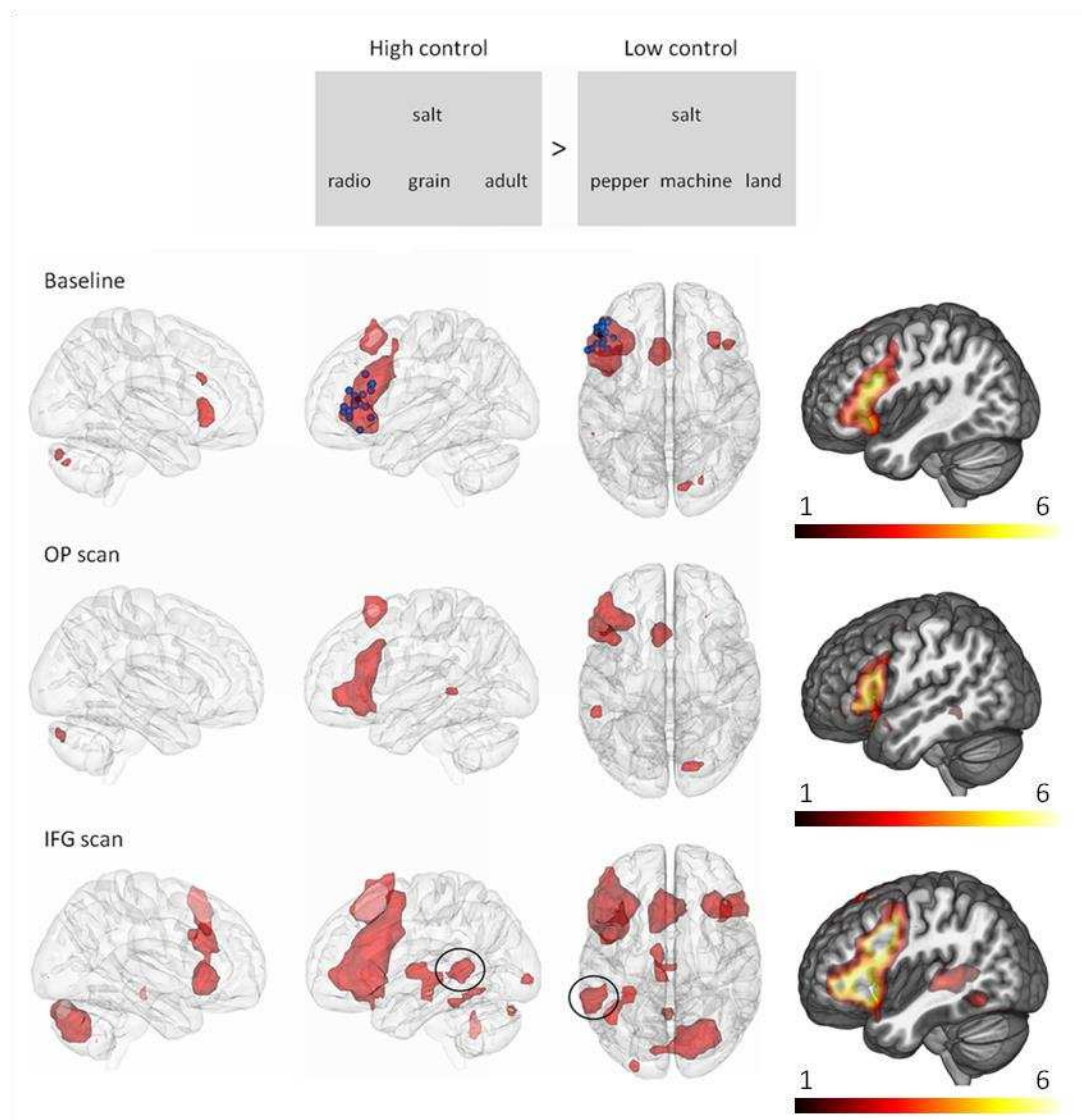 High control Low control
salt > salt
radio grain adult pepper machine land
Baseline
1 6
OP scan
1 6
IFG scan
1 6